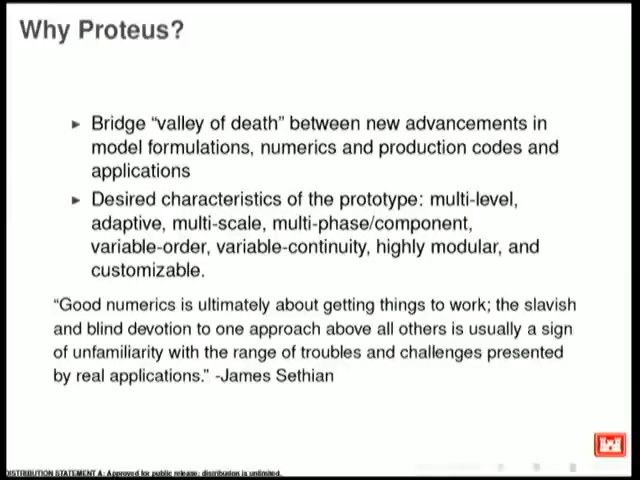 Why Proteus?
Bridge “valley of death” between new advancements in
model formulations, numerics and production codes and
applications
Desired characteristics of the prototype: multi-level,
adaptive, multi-scale, multi-phase/component,
variable-order, variable-continuity, highly modular, and
customizable.
“Good numerics is ultimately about getting things to work; the slavish
and blind devotion to one approach above all others is usually a sign
of unfamiliarity with the range of troubles and challenges presented
by real applications.” -James Sethian
DISTRIBUTION STATEMENT A: Approved for public release; distribution is unlimited.